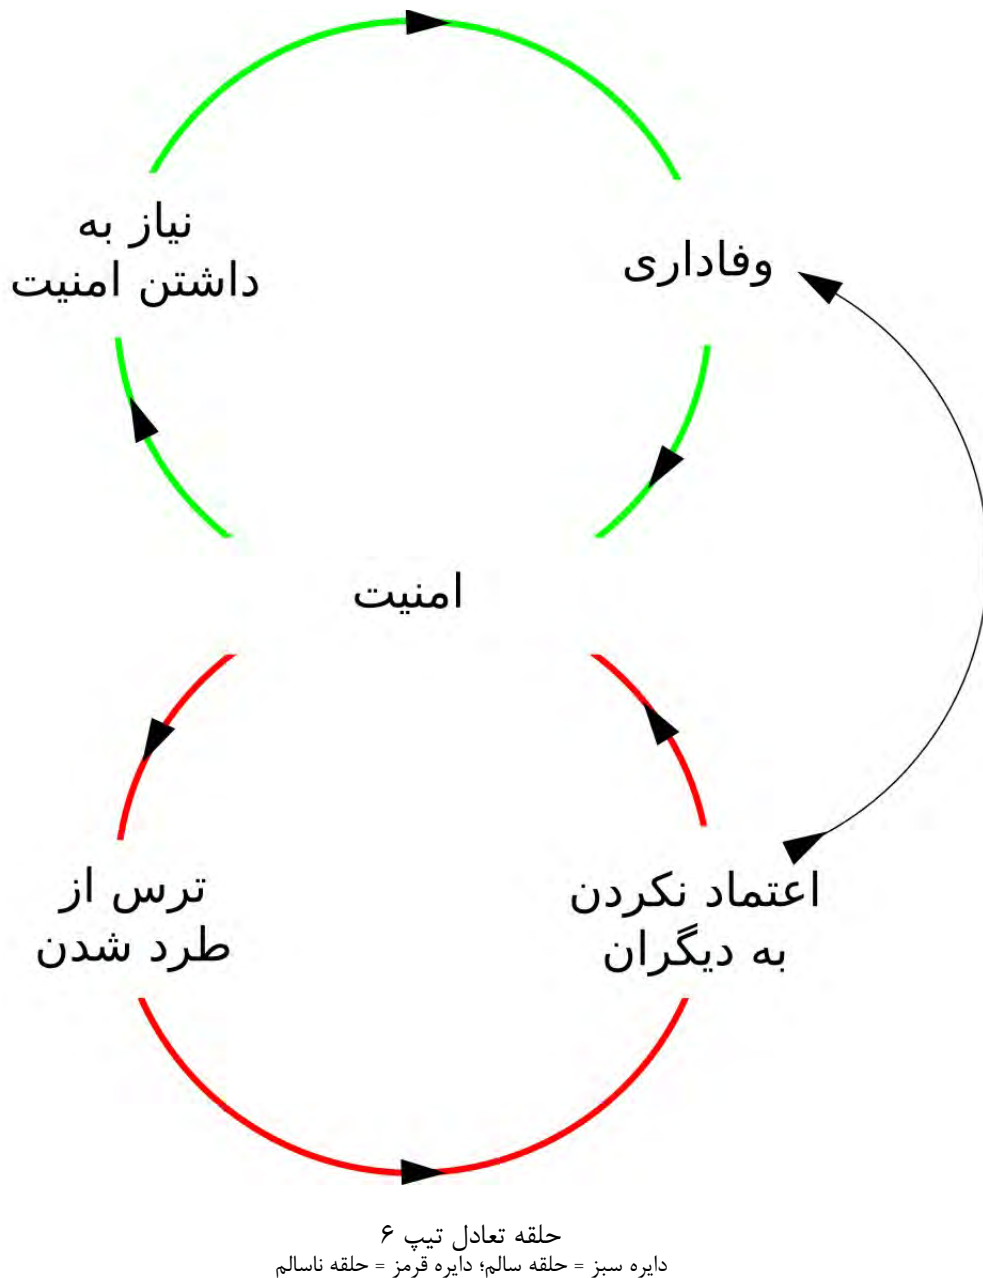 نیاز به
داشتن امنیت
وفاداری
امنیت
ترس از
طرد شدن
اعتماد نکردن
به دیگران
حلقه تعادل تیپ ۶
دایره سبز = حلقه سالم؛ دایره قرمز = حلقه ناسالم